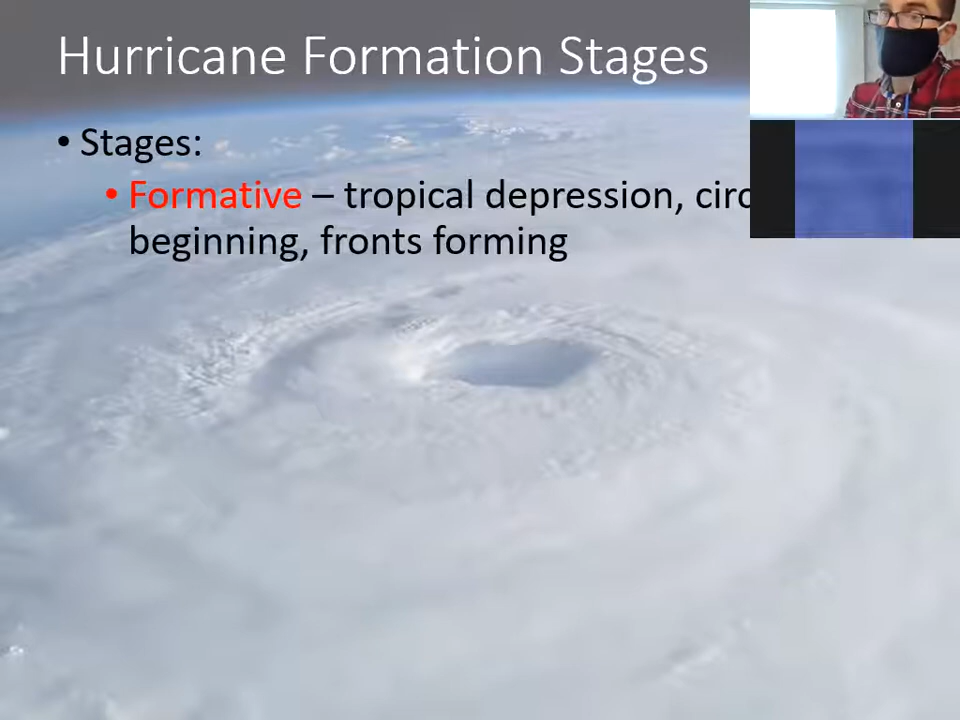 Hurricane Formation Stages
• Stages:
• Formative – tropical depression,
beginning, fronts forming